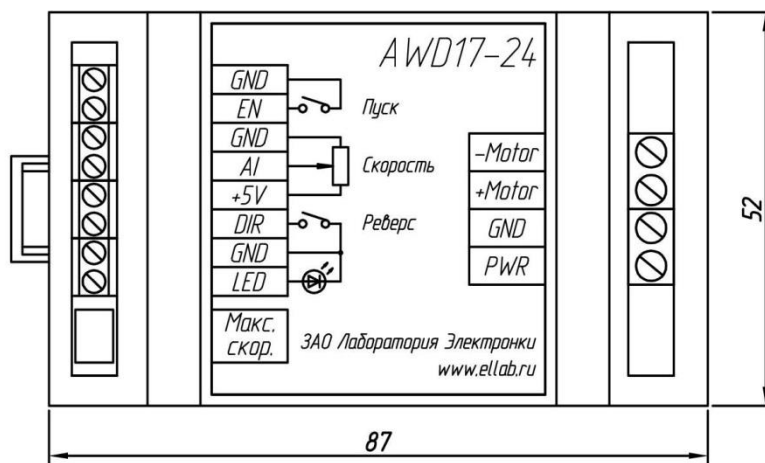 AWD17-24
GND
EN
Пуск
GND
AI
Скорость
+5V
DIR
Реверс
GND
LED
Макс.
скор.
-Motor
+Motor
GND
PWR
ЗАО Лаборатория Электронки
www.ellab.ru
52
87